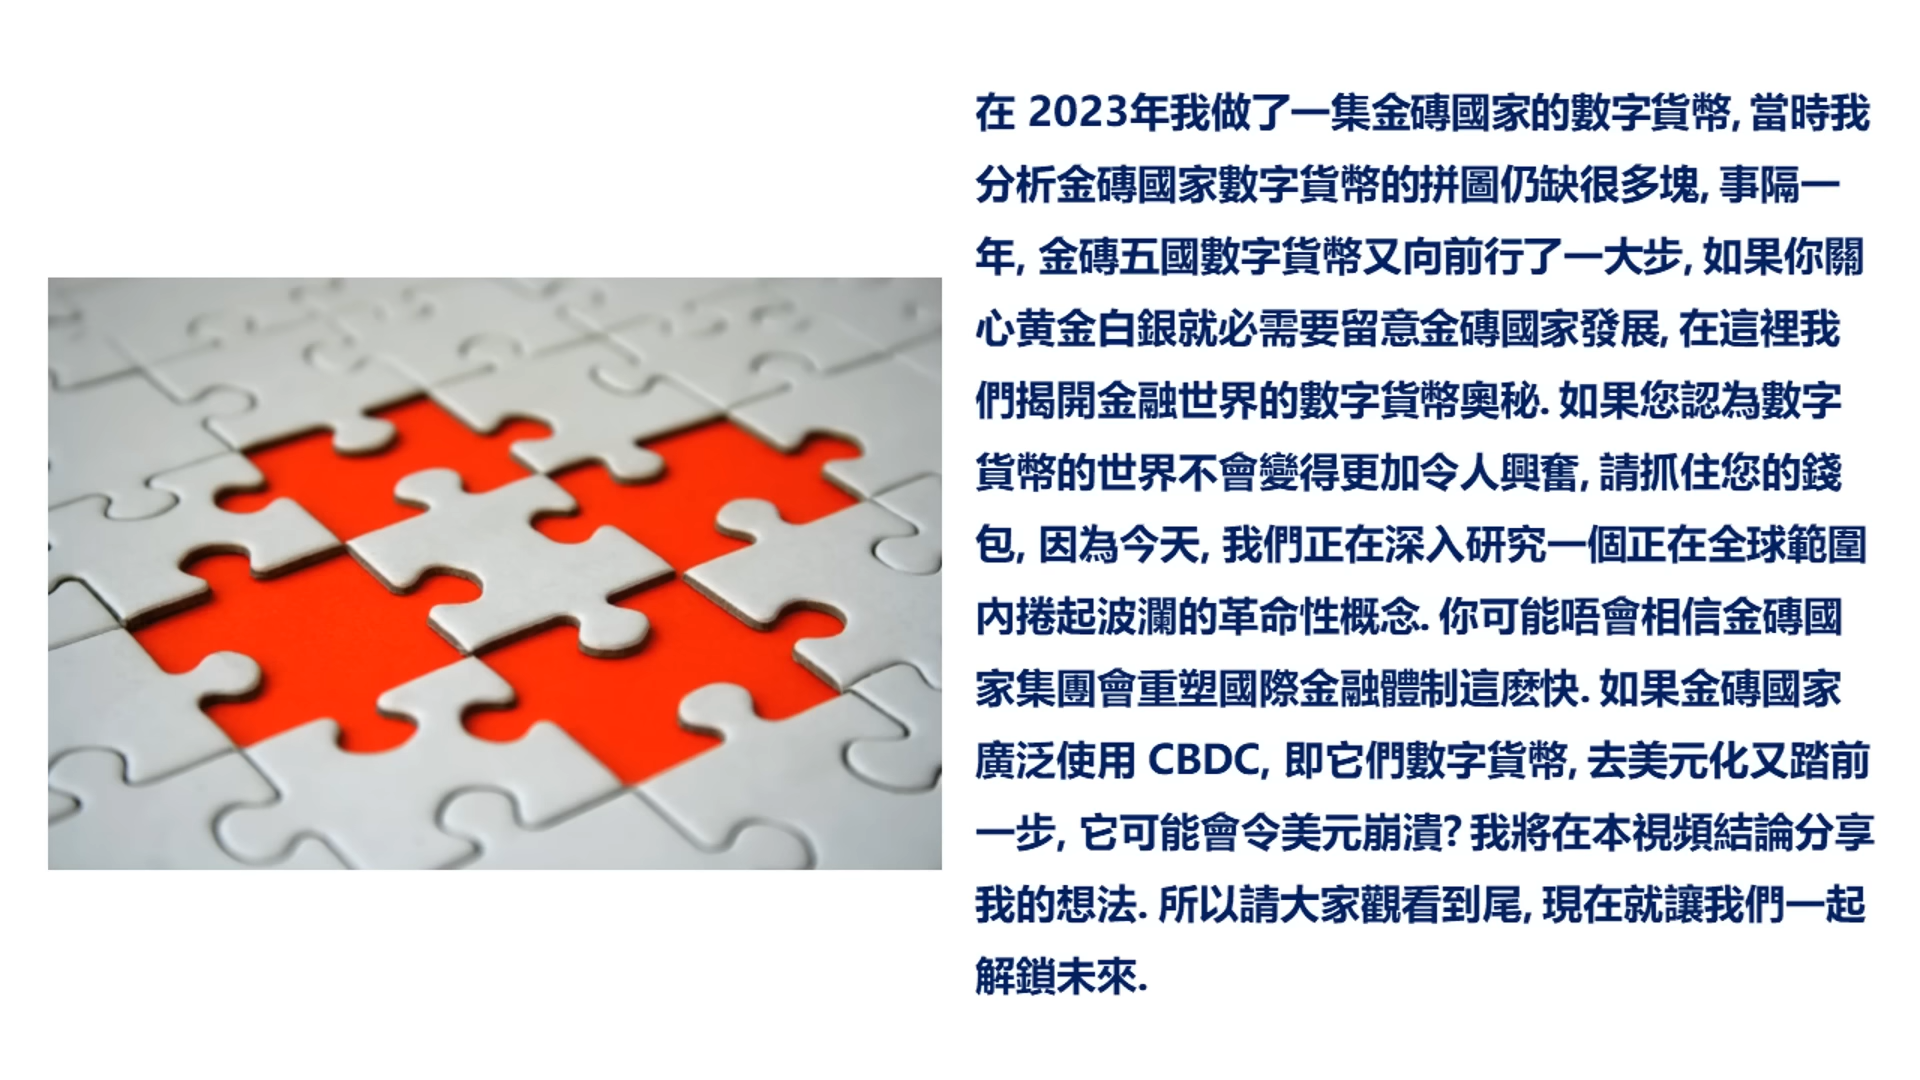 在 2023年我做了一集金磚國家的數字貨幣, 當時我
分析金磚國家數字貨幣的拼圖仍缺很多塊, 事隔一
年, 金磚五國數字貨幣又向前行了一大步, 如果你關
心黄金白銀就必需要留意金磚國家發展, 在這裡我
們揭開金融世界的數字貨幣奧秘. 如果您認為數字
貨幣的世界不會變得更加令人興奮, 請抓住您的錢
包, 因為今天, 我們正在深入研究一個正在全球範圍
內捲起波瀾的革命性概念. 你可能唔會相信金磚國
家集團會重塑國際金融體制這麽快. 如果金磚國家
廣泛使用 CBDC, 即它們數字貨幣, 去美元化又踏前
一步, 它可能會令美元崩潰? 我將在本視頻結論分享
我的想法. 所以請大家觀看到尾, 現在就讓我們一起
解鎖未來.